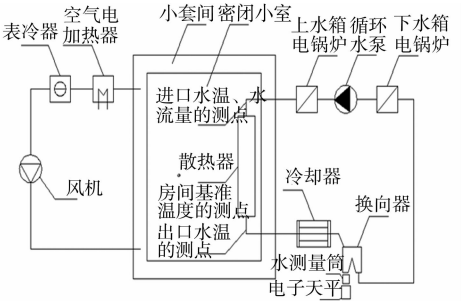 空气电
加热器
表冷器
小套间
密闭小室
上水箱
电锅炉
循环
水泵
下水箱
电锅炉
进口水温、水
流量的测点
散热器
房间基准
温度的测点
出口水温
的测点
风机
冷却器
换向器
水测量筒
电子天平